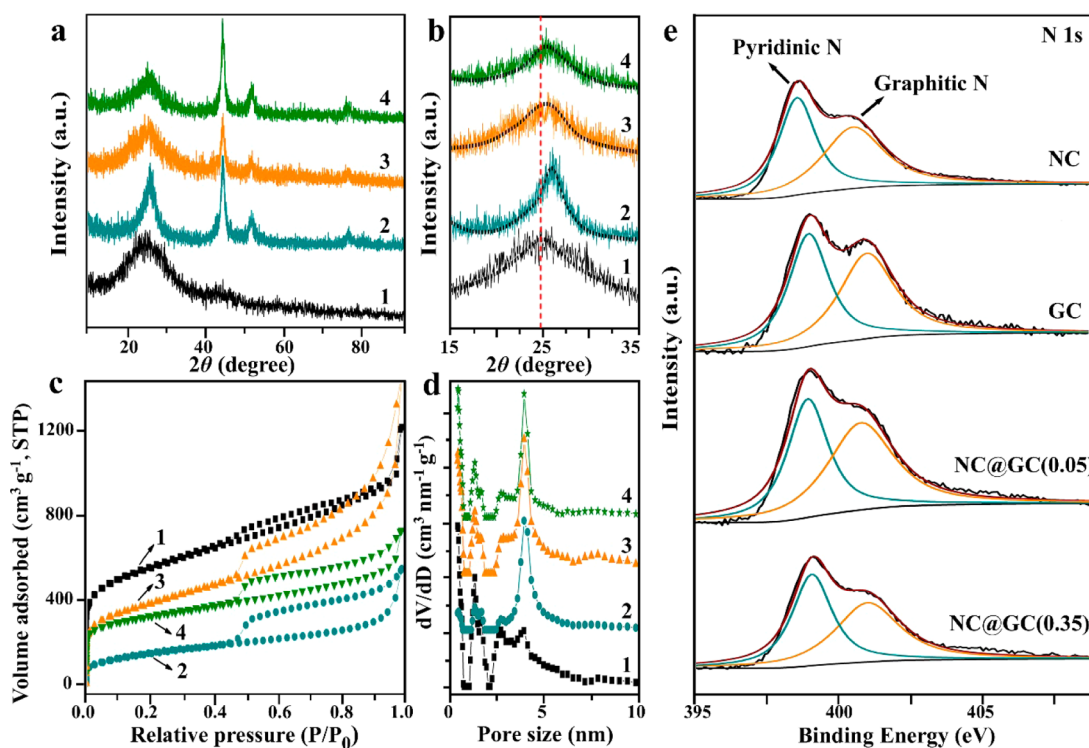 a
Intensity (a.u.)
4
3
2
1
20 40 60 80
2θ (degree)
b
Intensity (a.u.)
4
3
2
1
15 20 25 30 35
2θ (degree)
c
Volume adsorbed (cm³ g⁻¹, STP)
1200
800
400
0
1
3
4
2
0.0 0.2 0.4 0.6 0.8 1.0
Relative pressure (P/P₀)
d
dV/dD (cm³ nm⁻¹ g⁻¹)
4
3
2
1
0 5 10
Pore size (nm)
e
N 1s
Pyridinic N
Graphitic N
NC
GC
NC@GC(0.05)
NC@GC(0.35)
Intensity (a.u.)
395 400 405
Binding Energy (eV)